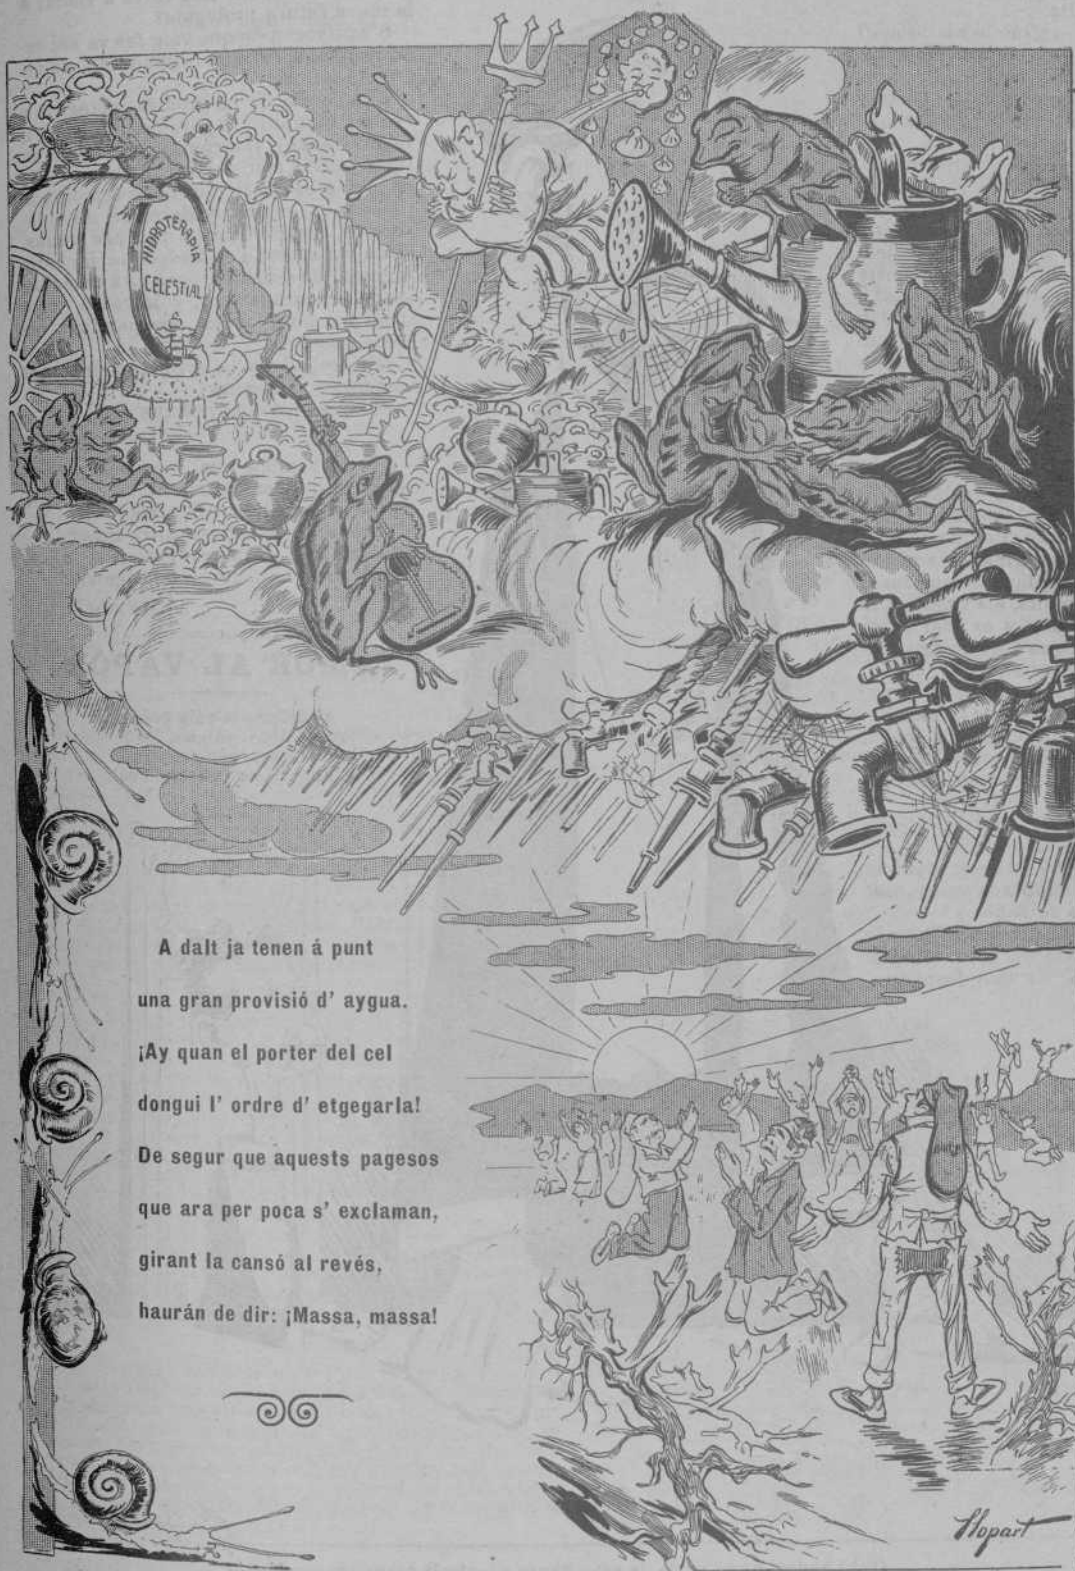 HIDROTERAPIA
CELESTIAL
A dalt ja tenen á punt
una gran provisió d' aygua.
¡Ay quan el porter del cel
dongui l' ordre d' etgegarla!
De segur que aquests pagesos
que ara per poca s' exclaman,
girant la cansó al revés,
haurán de dir: ¡Massa, massa!
Llopart